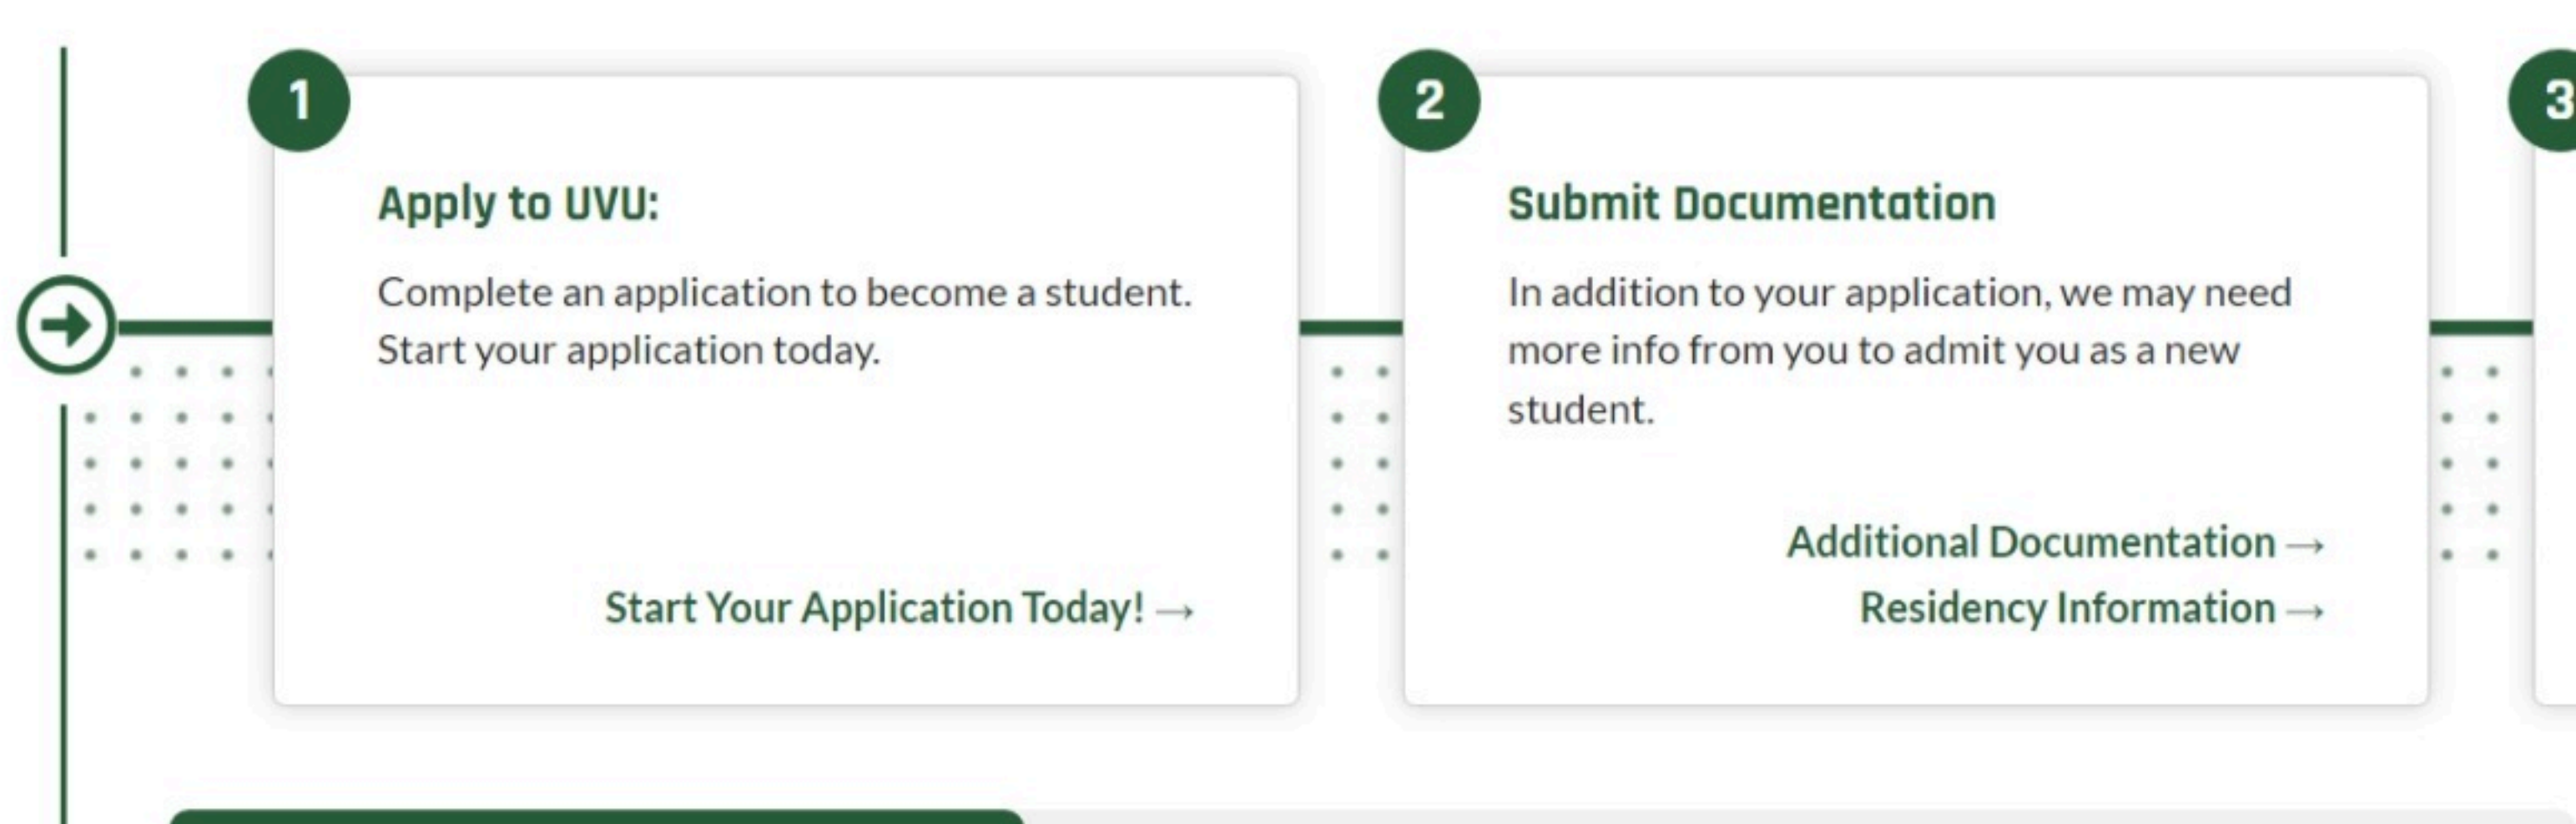 1
Apply to UVU:
Complete an application to become a student.
Start your application today.
Start Your Application Today! →
2
Submit Documentation
In addition to your application, we may need
more info from you to admit you as a new
student.
Additional Documentation →
Residency Information →
3